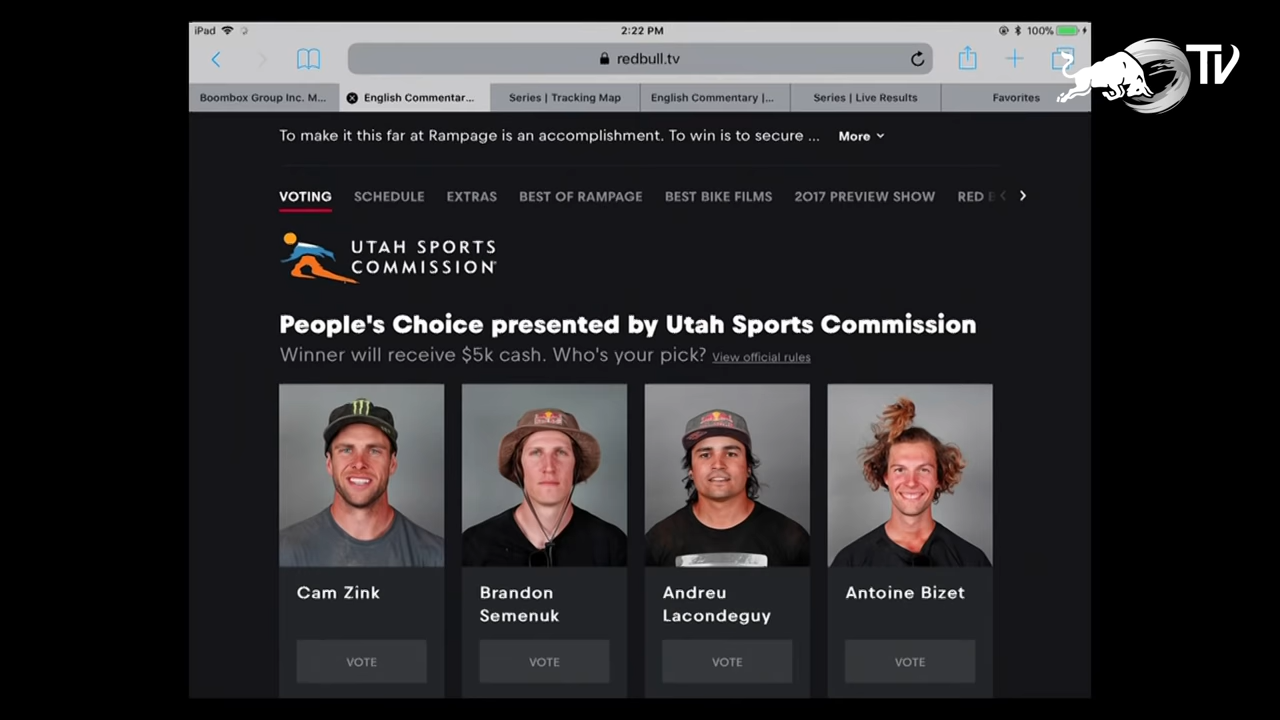 iPad
2:22 PM
100%
redbull.tv
TV
Boombox Group Inc. M...
English Commentar...
Series | Tracking Map
English Commentary |...
Series | Live Results
Favorites
To make it this far at Rampage is an accomplishment. To win is to secure ... More
VOTING SCHEDULE EXTRAS BEST OF RAMPAGE BEST BIKE FILMS 2017 PREVIEW SHOW RED
UTAH SPORTS
COMMISSION
People's Choice presented by Utah Sports Commission
Winner will receive $5k cash. Who's your pick? View official rules
Cam Zink
Brandon
Semenuk
Andreu
Lacondeguy
Antoine Bizet
VOTE
VOTE
VOTE
VOTE